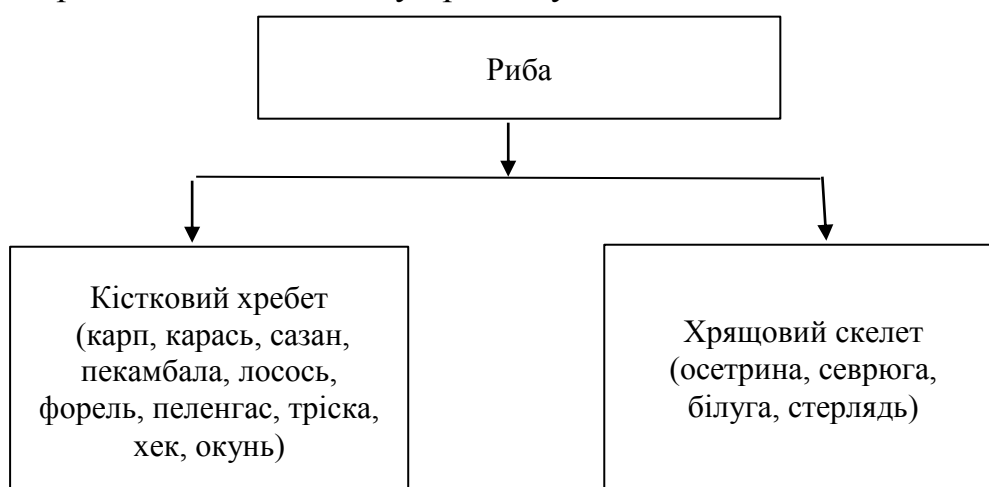 Риба
Кістковий хребет
(карп, карась, сазан,
пекамбала, лосось,
форель, пеленгас, тріска,
хек, окунь)
Хрящовий скелет
(осетрина, севрюга,
білуга, стерлядь)